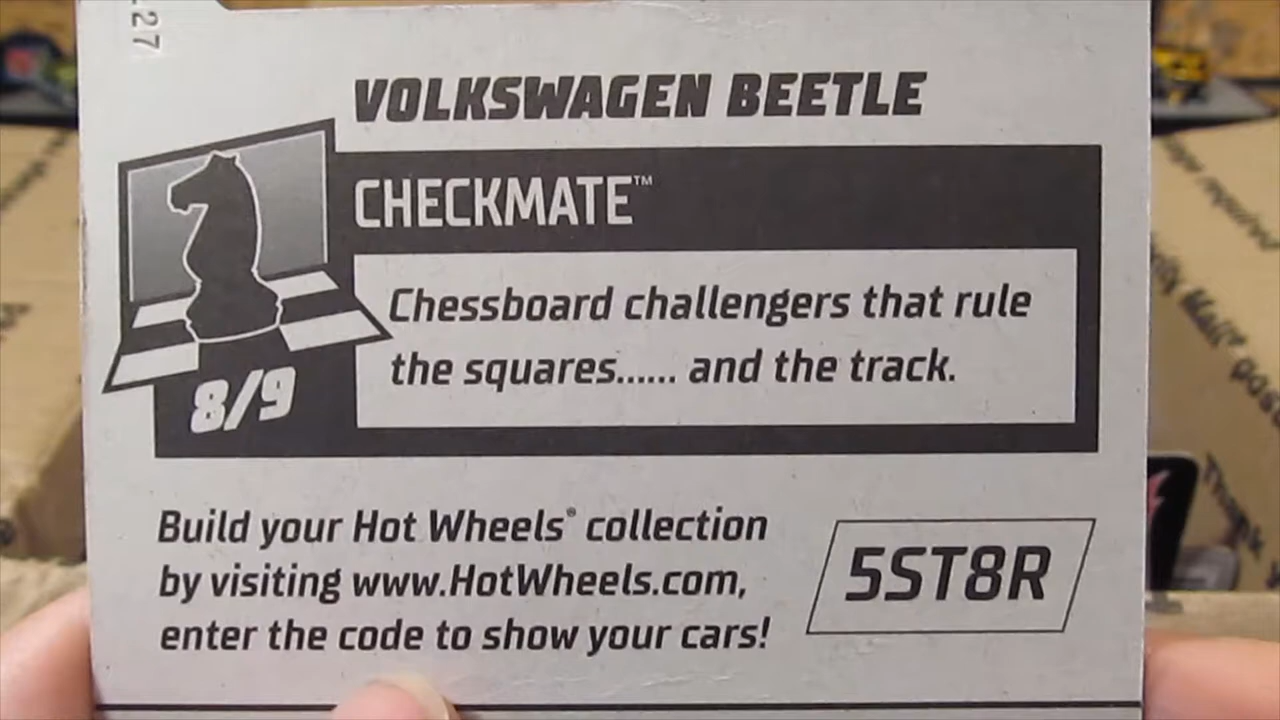 127
VOLKSWAGEN BEETLE
CHECKMATE™
Chessboard challengers that rule
the squares...... and the track.
8/9
Build your Hot Wheels® collection
by visiting www.HotWheels.com,
enter the code to show your cars!
5ST8R